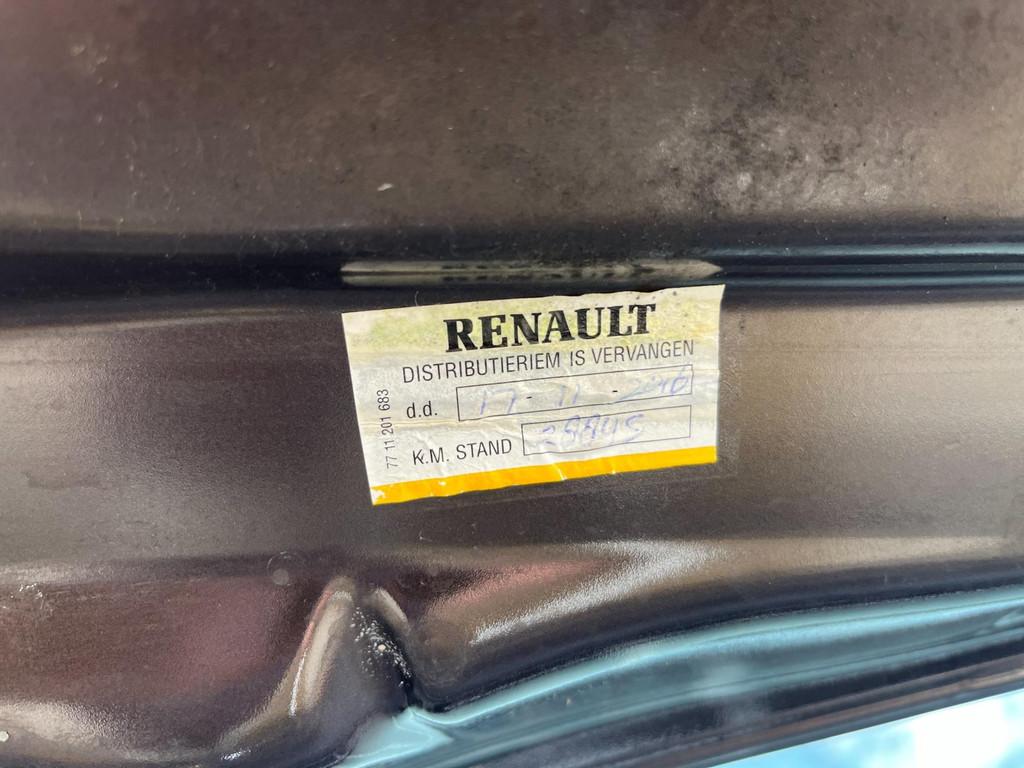 RENAULT
DISTRIBUTIERIEM IS VERVANGEN
d.d. 17-11-
K.M. STAND
77 11 201 683